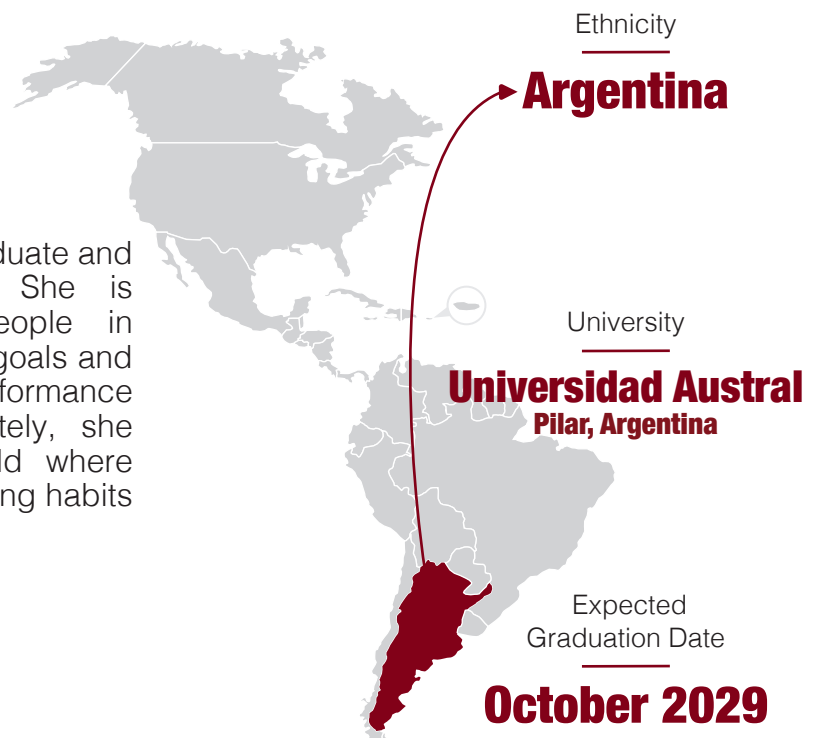 duate and
She is
eople in
goals and
formance
tely, she
ld where
ng habits
Ethnicity
Argentina
University
Universidad Austral
Pilar, Argentina
Expected
Graduation Date
October 2029